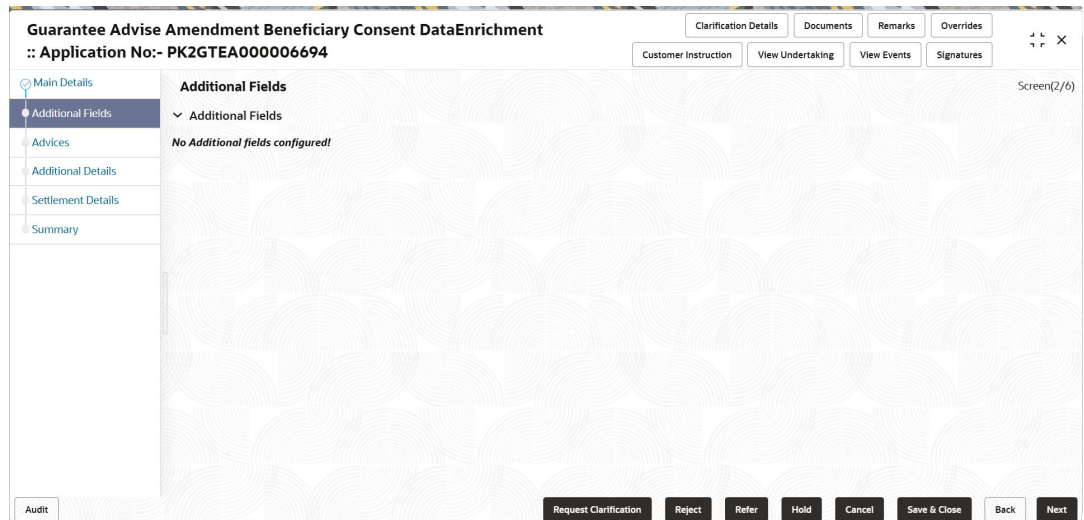 Guarantee Advise Amendment Beneficiary Consent DataEnrichment
:: Application No:- PK2GTEA000006694
Clarification Details
Documents
Remarks
Overrides
Customer Instruction
View Undertaking
View Events
Signatures
Main Details
Additional Fields
Advices
Additional Details
Settlement Details
Summary
Additional Fields
Screen(2/6)
Additional Fields
No Additional fields configured!
Audit
Request Clarification
Reject
Refer
Hold
Cancel
Save & Close
Back
Next